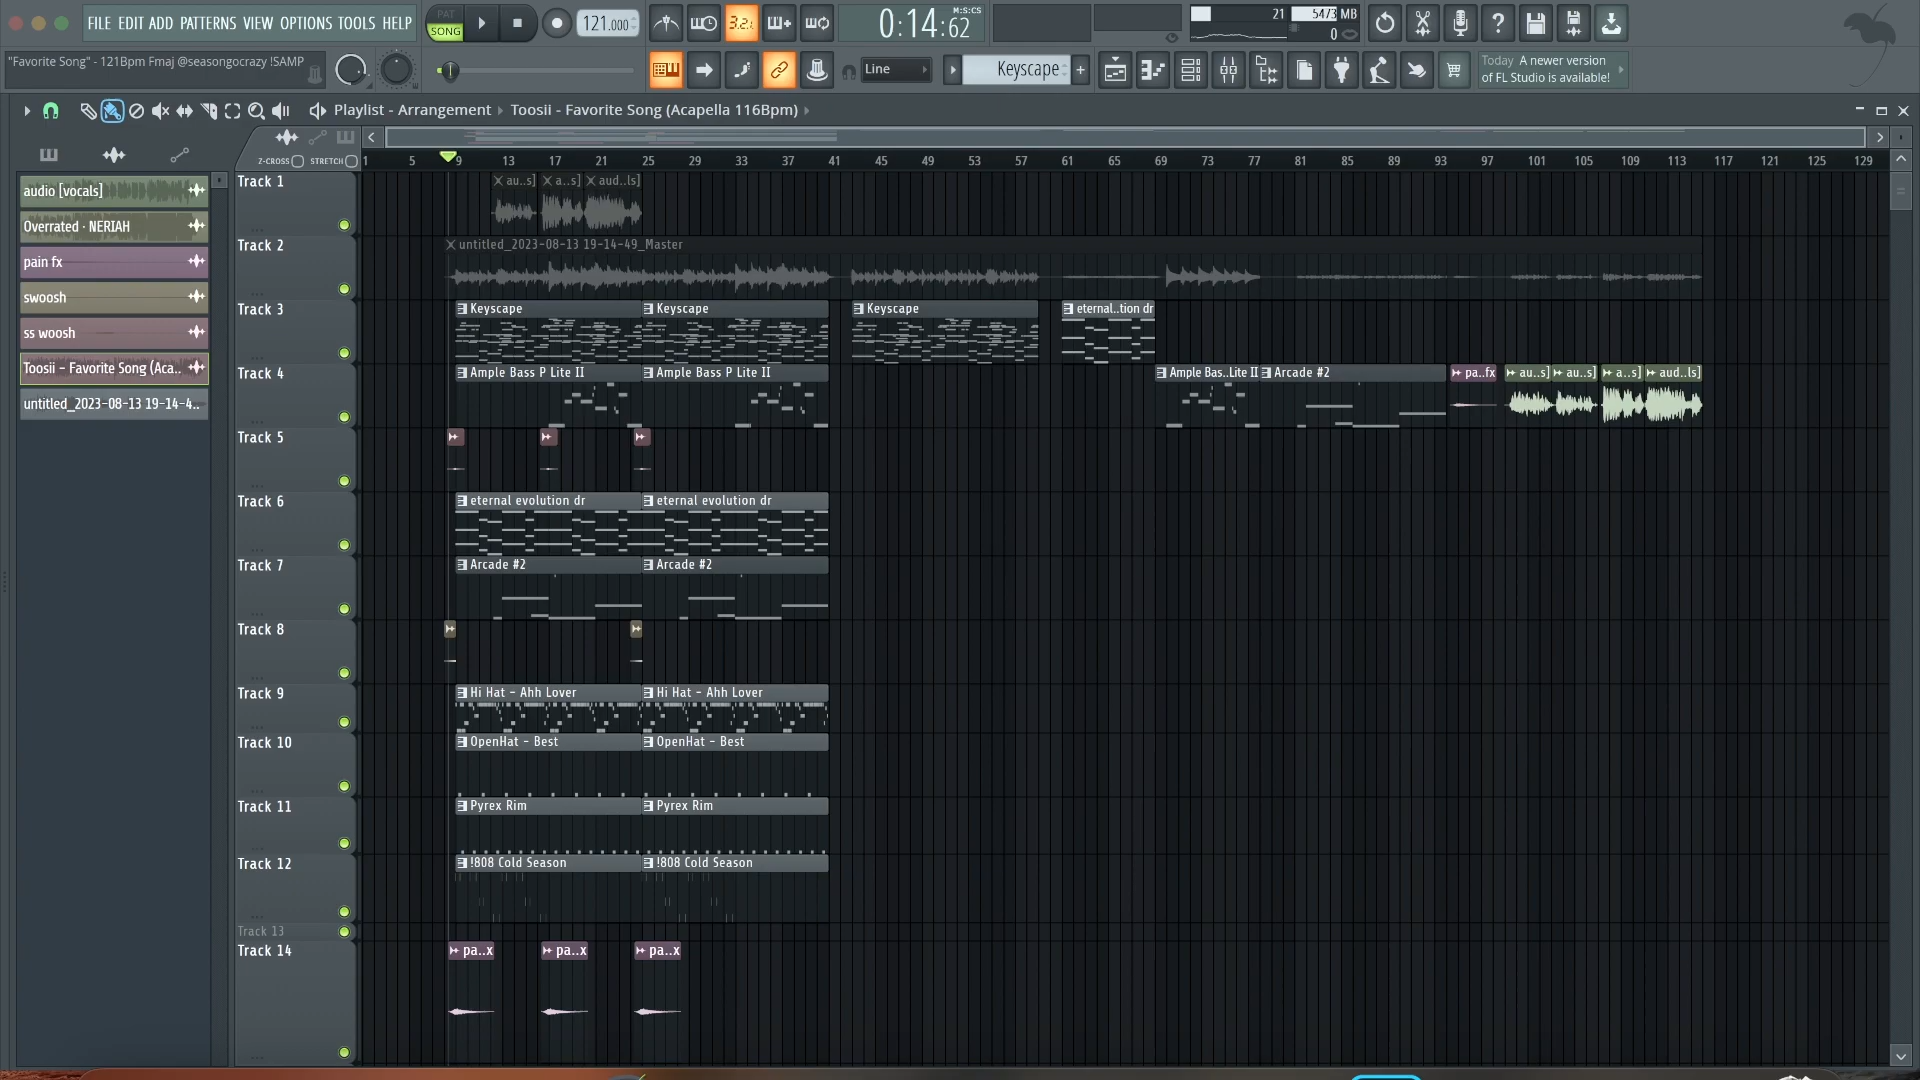 FILE EDIT ADD PATTERNS VIEW OPTIONS TOOLS HELP
PAT
SONG
121.000
3.2.
0:14:62
M:S:CS
21
5473 MB
0
"Favorite Song" - 121Bpm Fmaj @seasongocrazy !SAMP
Line
Keyscape
Today A newer version
of FL Studio is available!
Playlist - Arrangement › Toosii - Favorite Song (Acapella 116Bpm) ›
Z-CROSS STRETCH
1 5 9 13 17 21 25 29 33 37 41 45 49 53 57 61 65 69 73 77 81 85 89 93 97 101 105 109 113 117 121 125 129
audio [vocals]
Overrated · NERIAH
pain fx
swoosh
ss woosh
Toosii - Favorite Song (Aca..
untitled_2023-08-13 19-14-4..
Track 1
au..s] a..s] aud..ls]
Track 2
untitled_2023-08-13 19-14-49_Master
Track 3
Keyscape Keyscape Keyscape eternal..tion dr
Track 4
Ample Bass P Lite II Ample Bass P Lite II Ample Bas..Lite II Arcade #2 pa..fx au..s] au..s] a..s] aud..ls]
Track 5
Track 6
eternal evolution dr eternal evolution dr
Track 7
Arcade #2 Arcade #2
Track 8
Track 9
Hi Hat - Ahh Lover Hi Hat - Ahh Lover
Track 10
OpenHat - Best OpenHat - Best
Track 11
Pyrex Rim Pyrex Rim
Track 12
!808 Cold Season !808 Cold Season
Track 13
Track 14
pa..x pa..x pa..x